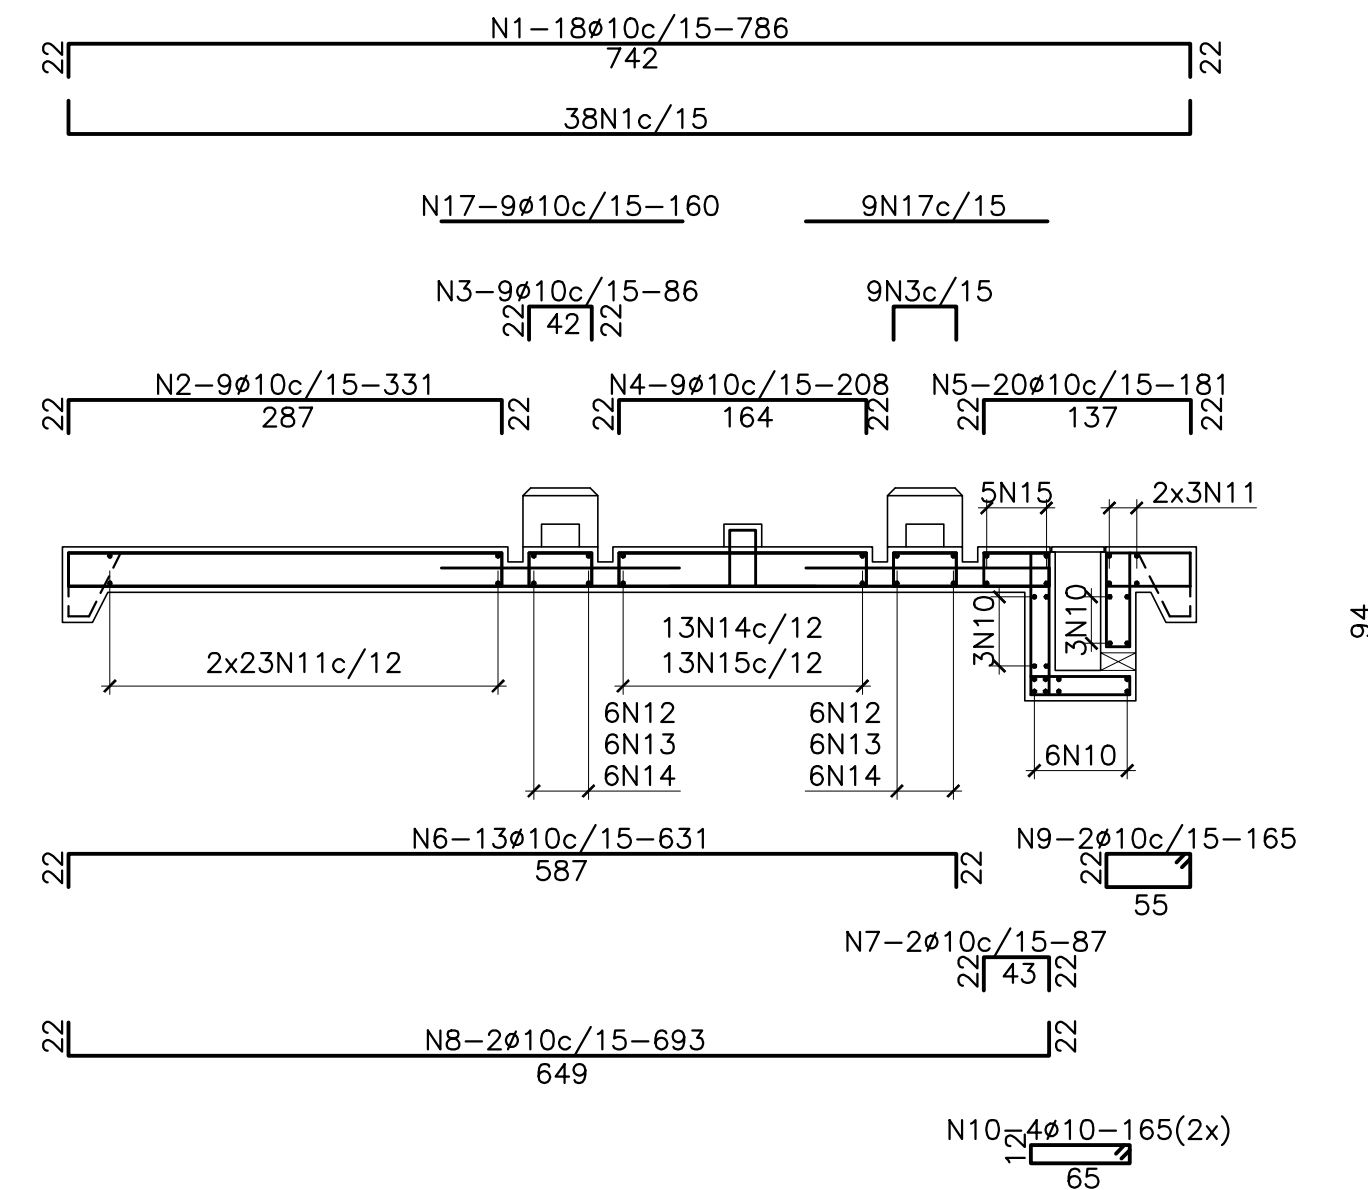 N1-18ø10c/15-786
22
742
22
38N1c/15
N17-9ø10c/15-160
9N17c/15
N3-9ø10c/15-86
9N3c/15
22
42
22
N2-9ø10c/15-331
N4-9ø10c/15-208
N5-20ø10c/15-181
22
287
22
22
164
22
22
137
22
5N15
2x3N11
3N10
3N10
94
13N14c/12
2x23N11c/12
13N15c/12
6N12
6N13
6N14
6N12
6N13
6N14
6N10
N6-13ø10c/15-631
22
587
22
N9-2ø10c/15-165
22
55
N7-2ø10c/15-87
22
43
22
22
N8-2ø10c/15-693
22
649
N10-4ø10-165(2x)
12
65